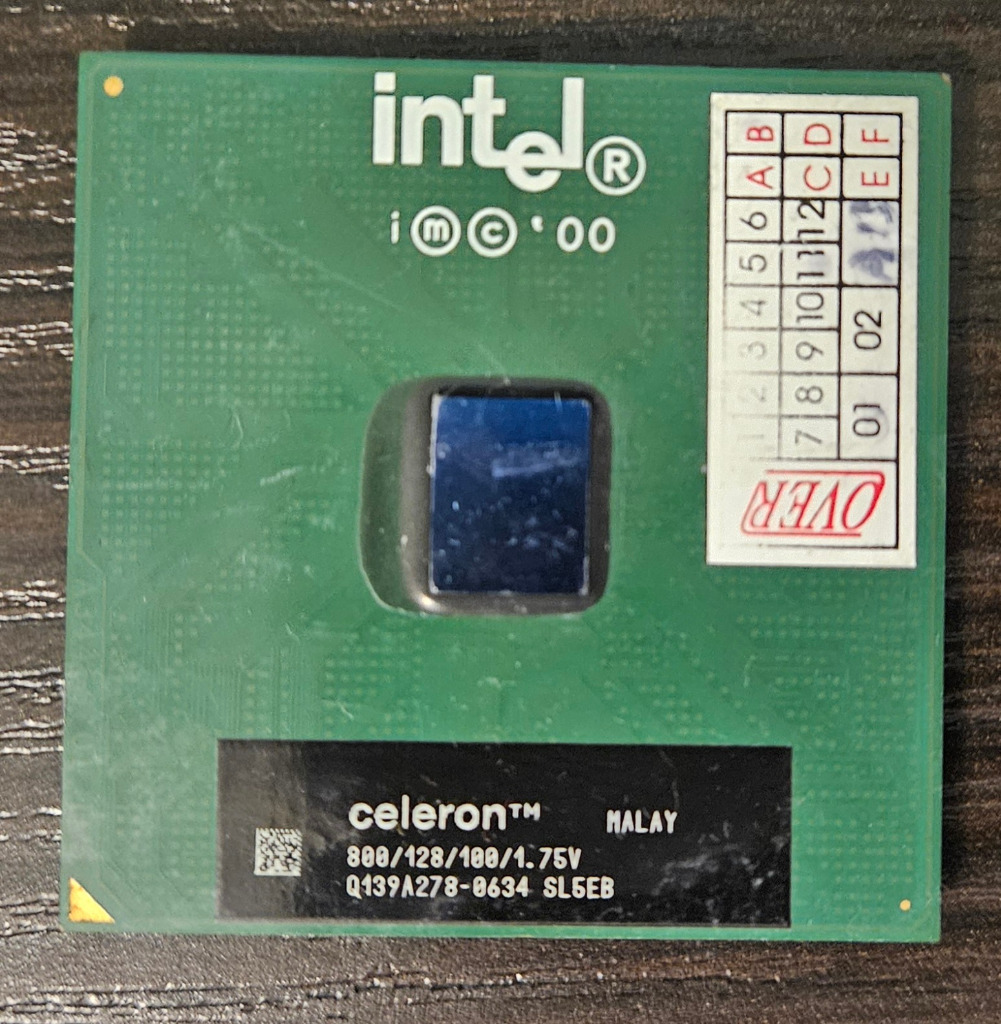 intel®
i ⓜ © '00
celeron™ MALAY
800/128/100/1.75V
Q139A278-0634 SL5EB
OVER
1 2 3 4 5 6 A B
7 8 9 10 11 12 C D
01 02 E F